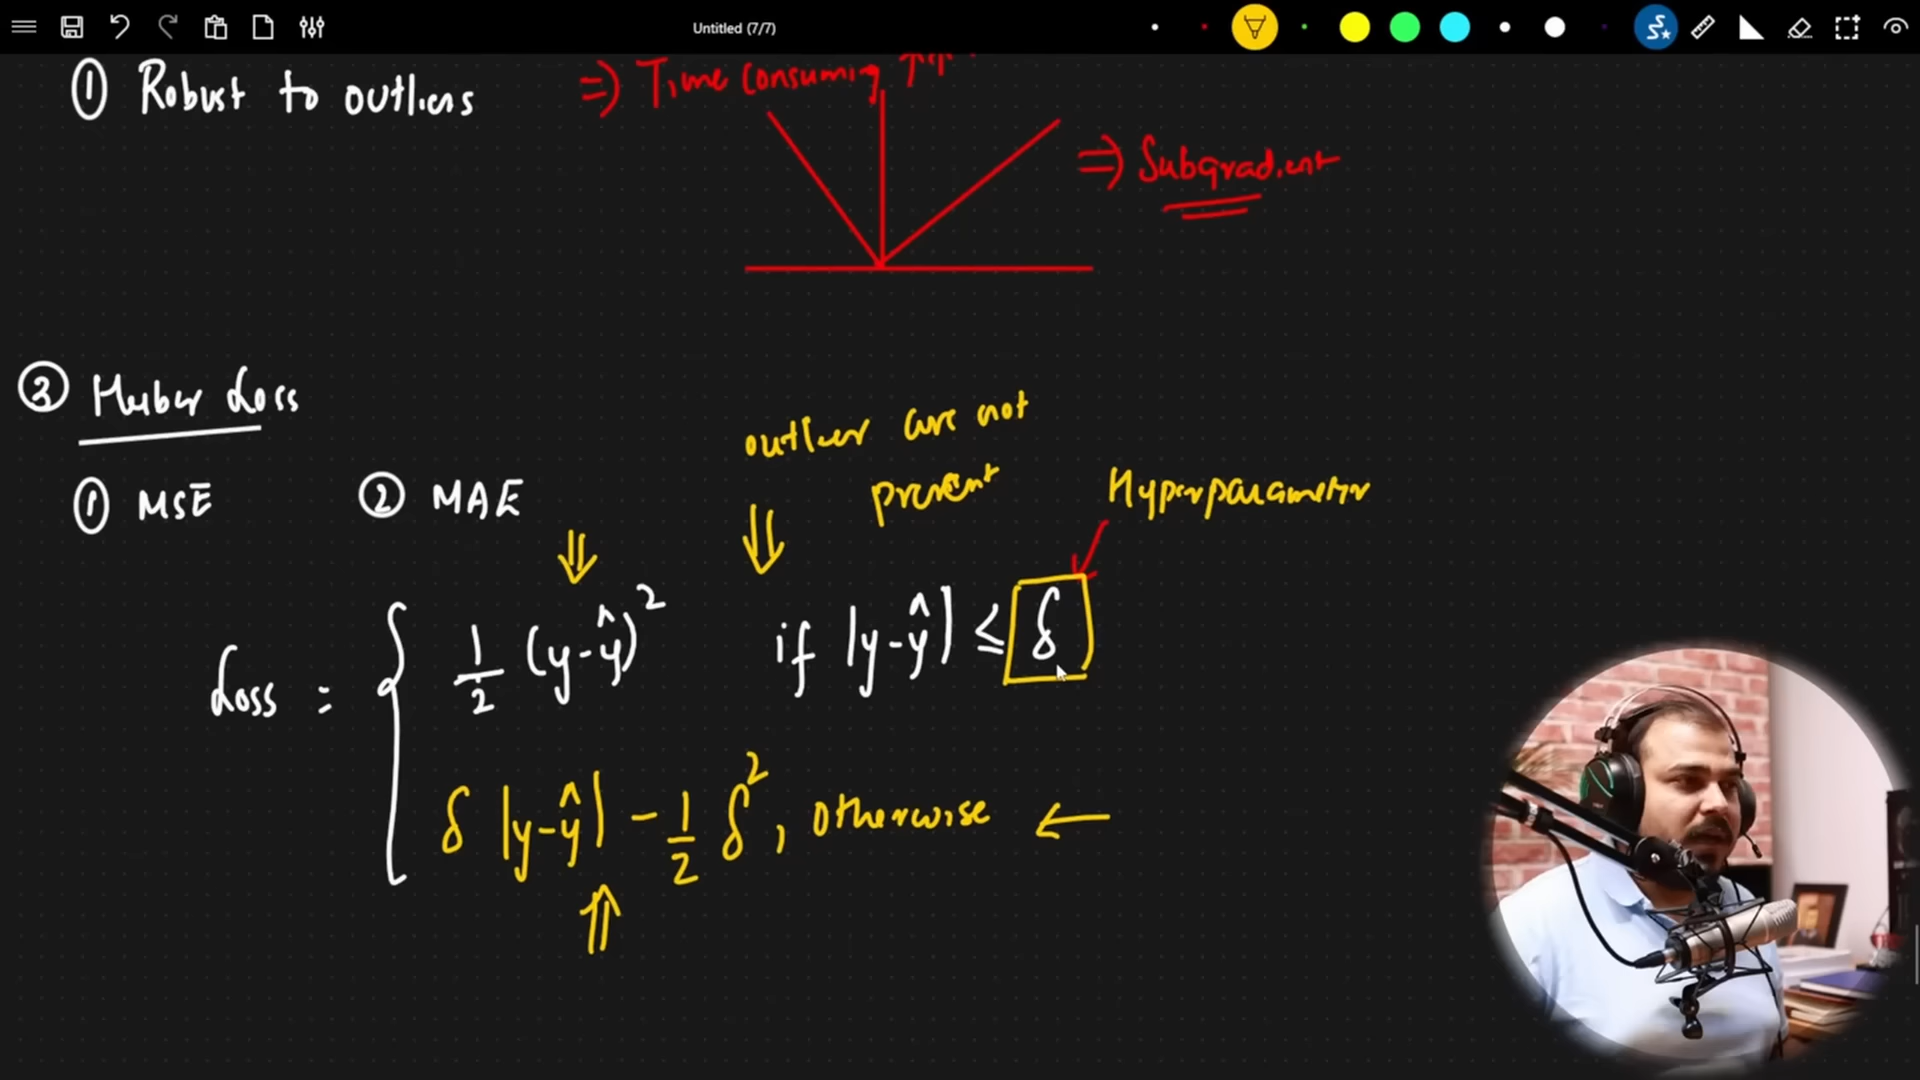 Untitled (7/7)
① Robust to outliers
⇒ Time Consuming
⇒ Subgradient
③ Huber Loss
① MSE ② MAE
outlier are not
present
Hyperparameter
Loss = { 1/2 (y-ŷ)² if |y-ŷ| ≤ δ
δ |y-ŷ| - 1/2 δ², Otherwise ←